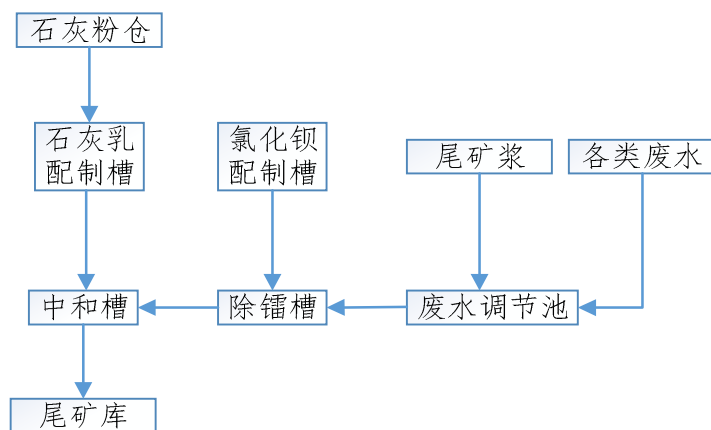 石灰粉仓
石灰乳
配制槽
氯化钡
配制槽
尾矿浆
各类废水
中和槽
除镭槽
废水调节池
尾矿库